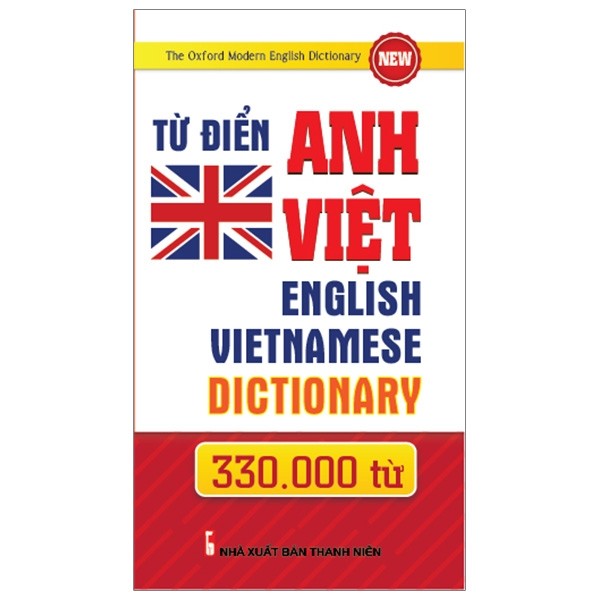 The Oxford Modern English Dictionary
NEW
TỪ ĐIỂN
ANH
VIỆT
ENGLISH
VIETNAMESE
DICTIONARY
330.000 từ
NHÀ XUẤT BẢN THANH NIÊN